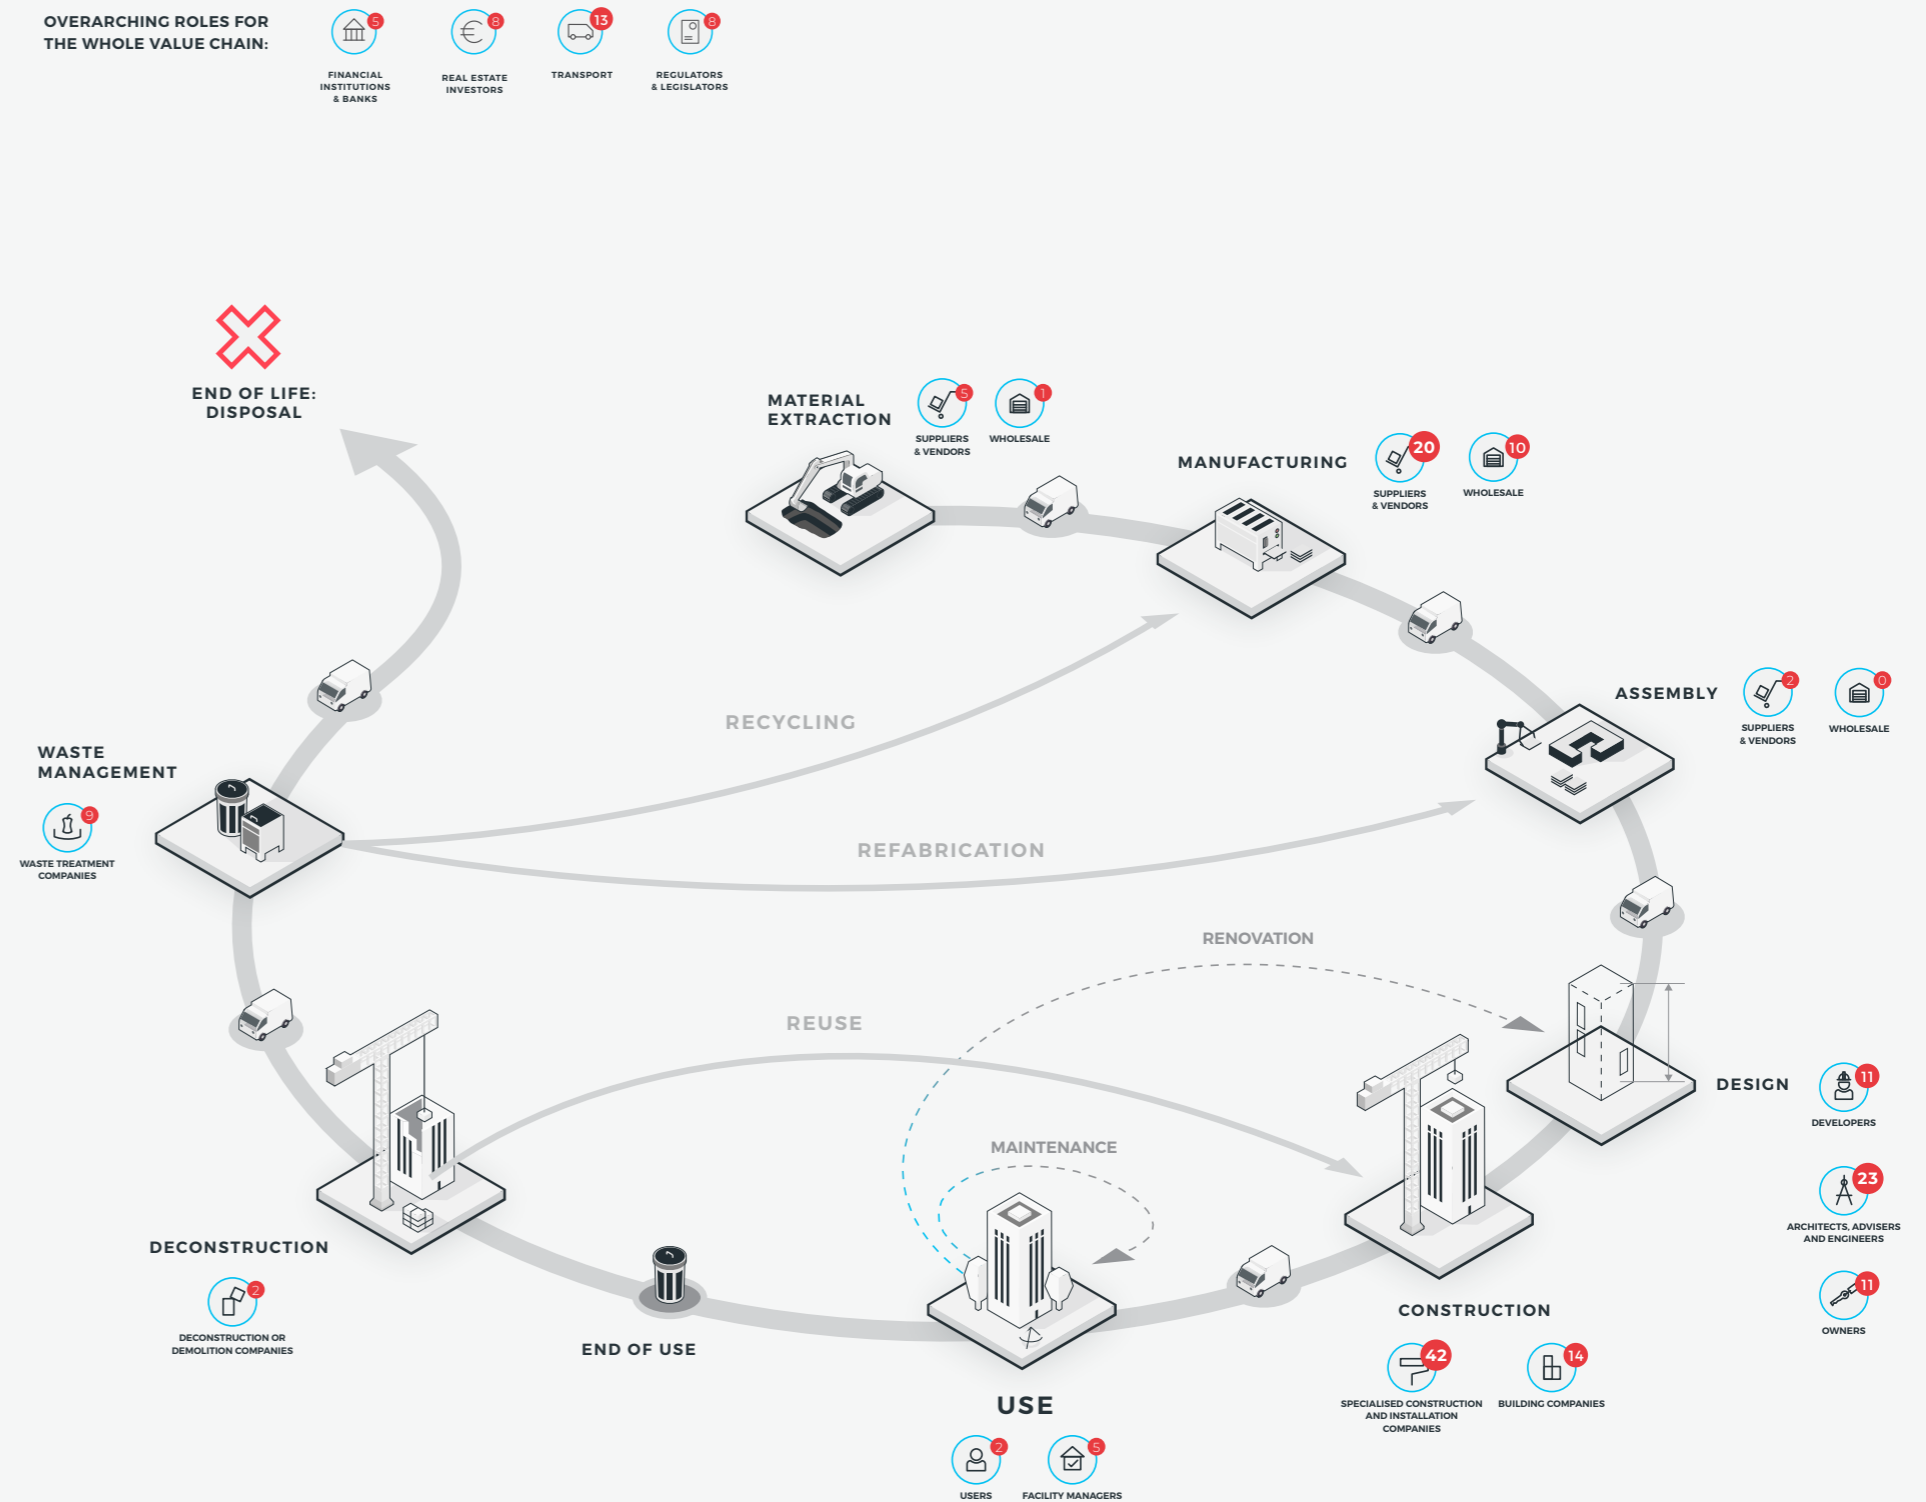 OVERARCHING ROLES FOR
THE WHOLE VALUE CHAIN:
5
FINANCIAL
INSTITUTIONS
& BANKS
8
REAL ESTATE
INVESTORS
13
TRANSPORT
8
REGULATORS
& LEGISLATORS
END OF LIFE:
DISPOSAL
MATERIAL
EXTRACTION
5
SUPPLIERS
& VENDORS
1
WHOLESALE
MANUFACTURING
20
SUPPLIERS
& VENDORS
10
WHOLESALE
ASSEMBLY
2
SUPPLIERS
& VENDORS
0
WHOLESALE
RECYCLING
WASTE
MANAGEMENT
9
WASTE TREATMENT
COMPANIES
REFABRICATION
RENOVATION
REUSE
MAINTENANCE
DESIGN
11
DEVELOPERS
23
ARCHITECTS, ADVISERS
AND ENGINEERS
11
OWNERS
DECONSTRUCTION
2
DECONSTRUCTION OR
DEMOLITION COMPANIES
END OF USE
CONSTRUCTION
42
SPECIALISED CONSTRUCTION
AND INSTALLATION
COMPANIES
14
BUILDING COMPANIES
USE
2
USERS
5
FACILITY MANAGERS